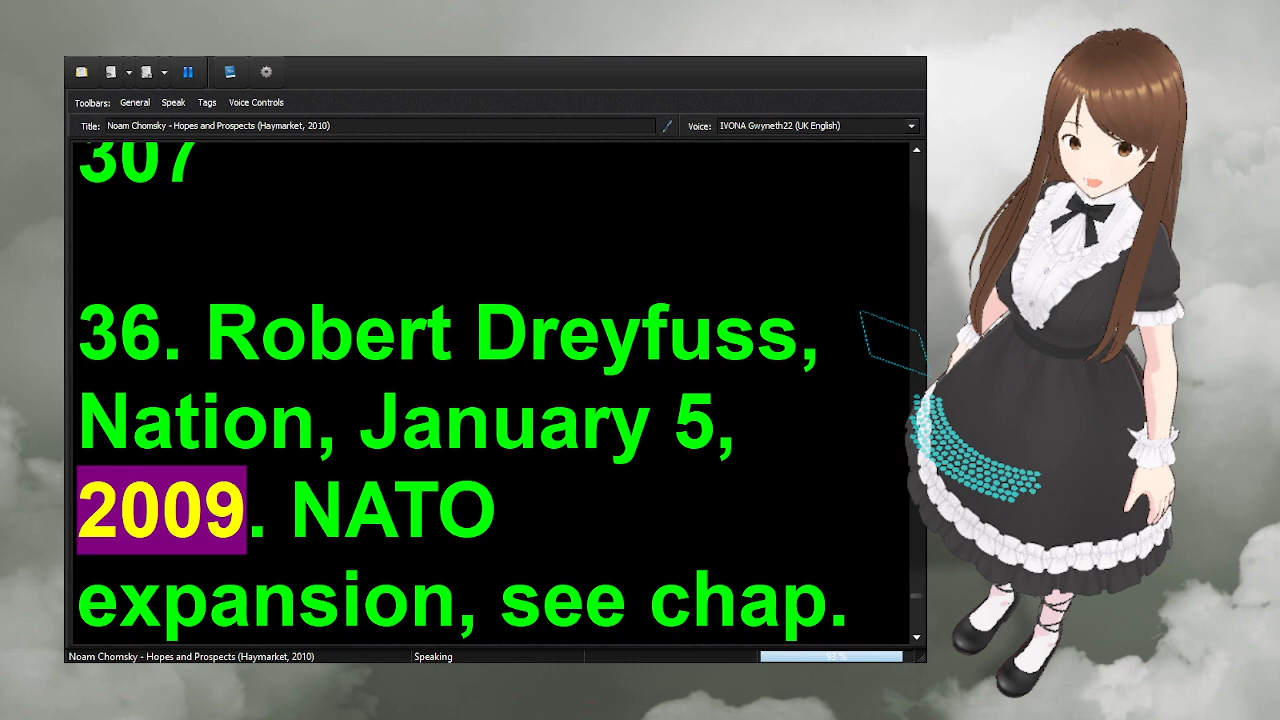 Toolbars: General Speak Tags Voice Controls
Title: Noam Chomsky - Hopes and Prospects (Haymarket, 2010) Voice: IVONA Gwyneth22 (UK English)
307
36. Robert Dreyfuss,
Nation, January 5,
2009. NATO
expansion, see chap.
Noam Chomsky - Hopes and Prospects (Haymarket, 2010) Speaking 93 %